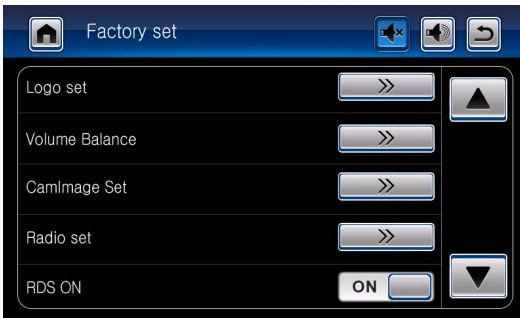 Factory set
Logo set
Volume Balance
CamImage Set
Radio set
RDS ON
ON